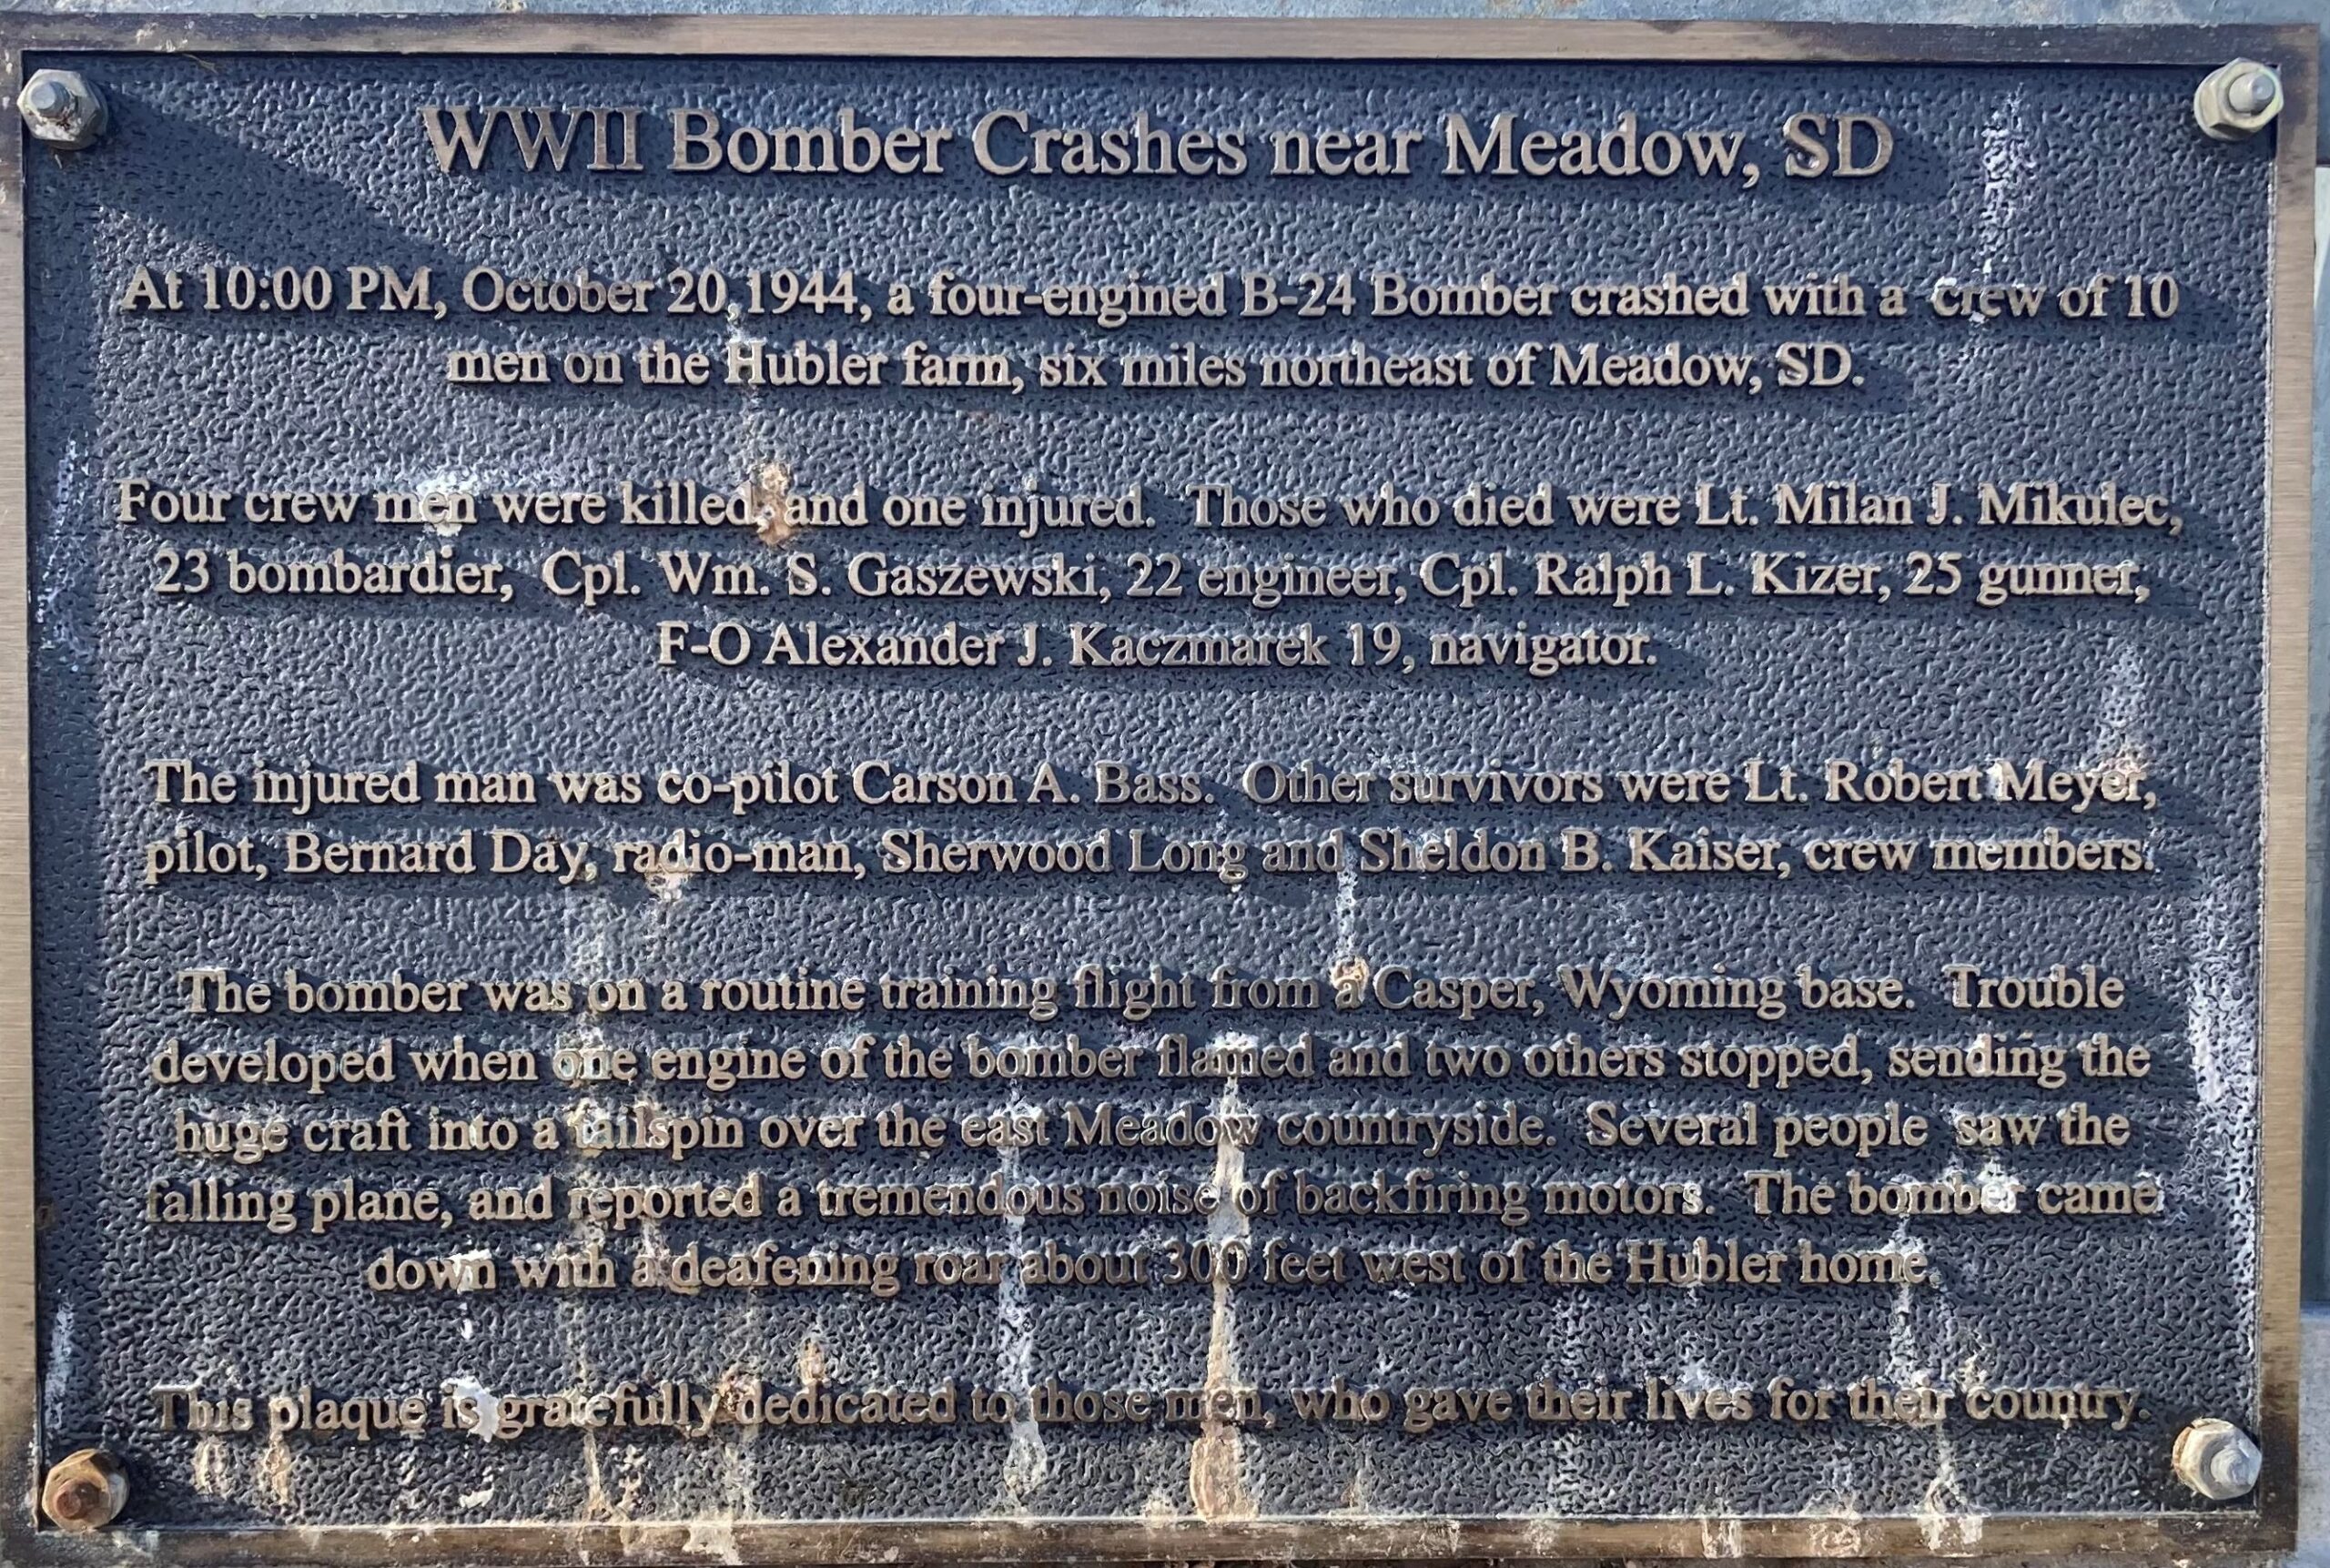 WWII Bomber Crashes near Meadow, SD
At 10:00 PM, October 20,1944, a four-engined B-24 Bomber crashed with a crew of 10
men on the Hubler farm, six miles northeast of Meadow, SD.
Four crew men were killed, and one injured. Those who died were Lt. Milan J. Mikulec,
23 bombardier, Cpl. Wm. S. Gaszewski, 22 engineer, Cpl. Ralph L. Kizer, 25 gunner,
F-O Alexander J. Kaczmarek 19, navigator.
The injured man was co-pilot Carson A. Bass. Other survivors were Lt. Robert Meyer,
pilot, Bernard Day, radio-man, Sherwood Long and Sheldon B. Kaiser, crew members.
The bomber was on a routine training flight from a Casper, Wyoming base. Trouble
developed when one engine of the bomber flamed and two others stopped, sending the
huge craft into a tailspin over the east Meadow countryside. Several people saw the
falling plane, and reported a tremendous noise of backfiring motors. The bomber came
down with a deafening roar about 300 feet west of the Hubler home.
This plaque is gratefully dedicated to those men, who gave their lives for their country.